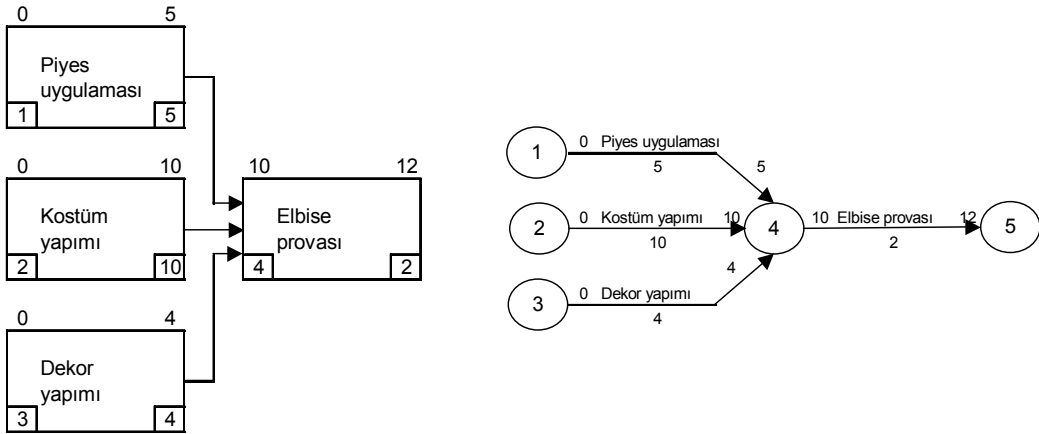 0 5
Piyes
uygulaması
1 5
0 10
Kostüm
yapımı
2 10
0 4
Dekor
yapımı
3 4
10 12
Elbise
provası
4 2
1
0 Piyes uygulaması
5
5
2
0 Kostüm yapımı 10
10
3
0 Dekor yapımı
4
4
4
10 Elbise provası 12
2
5